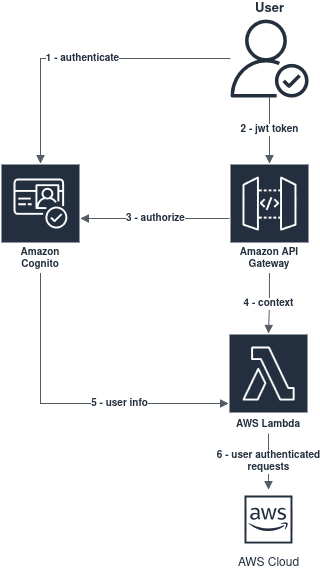 User
1 - authenticate
2 - jwt token
</>
3 - authorize
Amazon
Cognito
Amazon API
Gateway
4 - context
5 - user info
AWS Lambda
6 - user authenticated
requests
aws
AWS Cloud